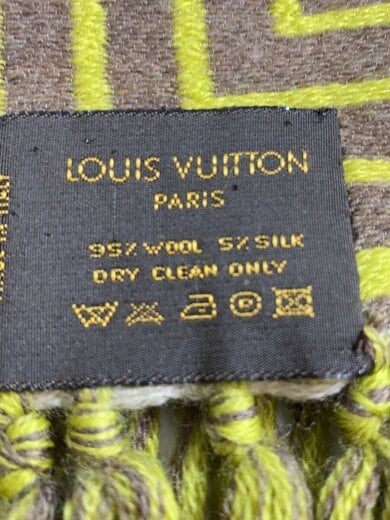 LOUIS VUITTON
PARIS
95% WOOL 5% SILK
DRY CLEAN ONLY